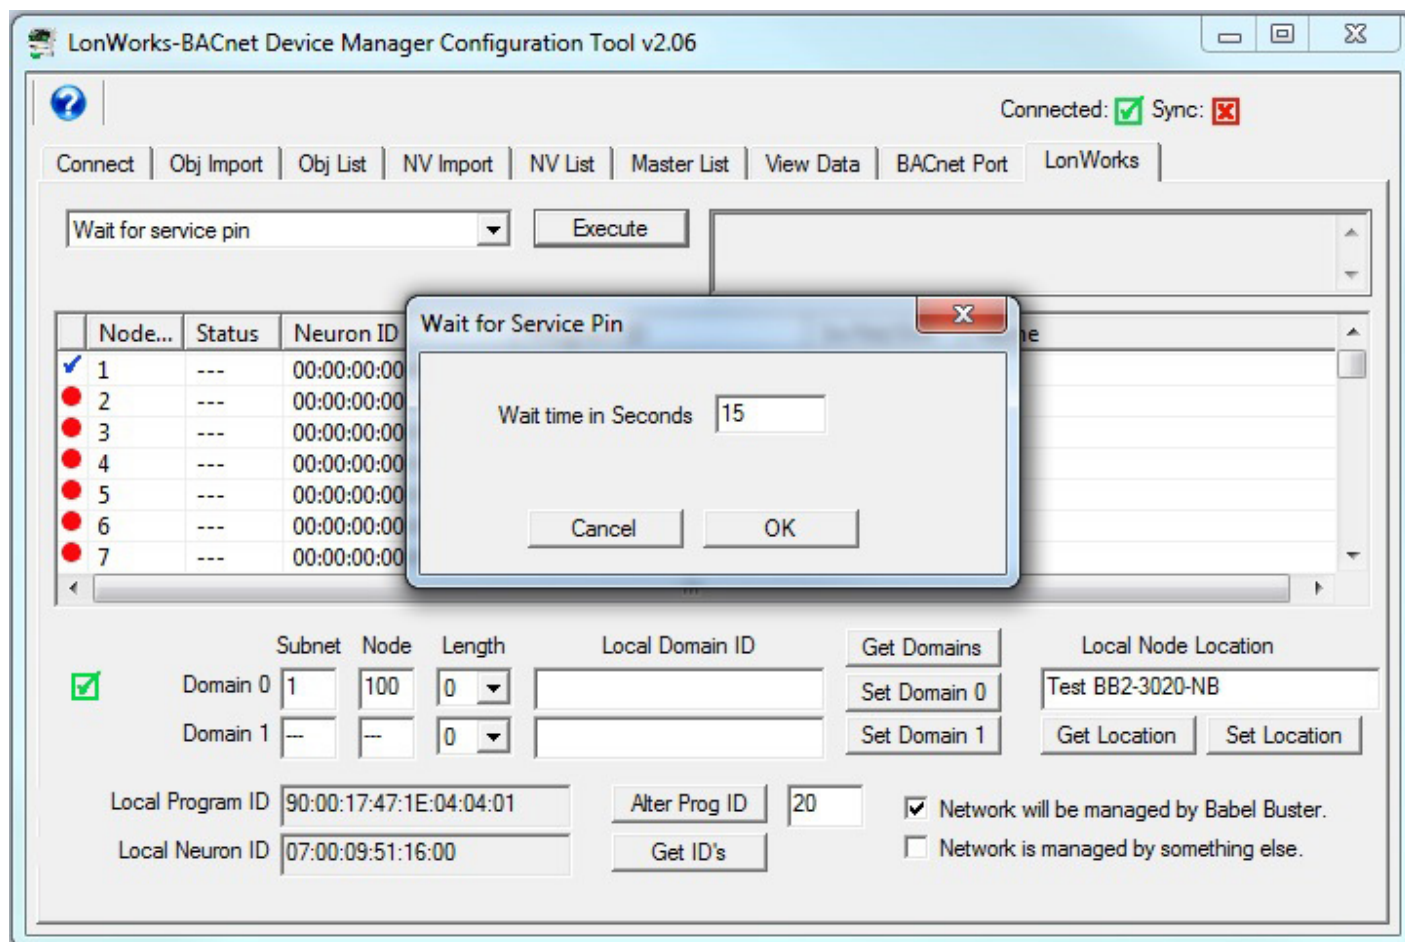 LonWorks-BACnet Device Manager Configuration Tool v2.06
Connected: Sync:
Connect Obj Import Obj List NV Import NV List Master List View Data BACnet Port LonWorks
Wait for service pin Execute
Node... Status Neuron ID
Wait for Service Pin
1 --- 00:00:00:00
2 --- 00:00:00:00
3 --- 00:00:00:00
4 --- 00:00:00:00
5 --- 00:00:00:00
6 --- 00:00:00:00
7 --- 00:00:00:00
Wait time in Seconds 15
Cancel OK
Subnet Node Length Local Domain ID Get Domains Local Node Location
Domain 0 1 100 0 Set Domain 0 Test BB2-3020-NB
Domain 1 --- --- 0 Set Domain 1 Get Location Set Location
Local Program ID 90:00:17:47:1E:04:04:01 Alter Prog ID 20 Network will be managed by Babel Buster.
Local Neuron ID 07:00:09:51:16:00 Get ID's Network is managed by something else.